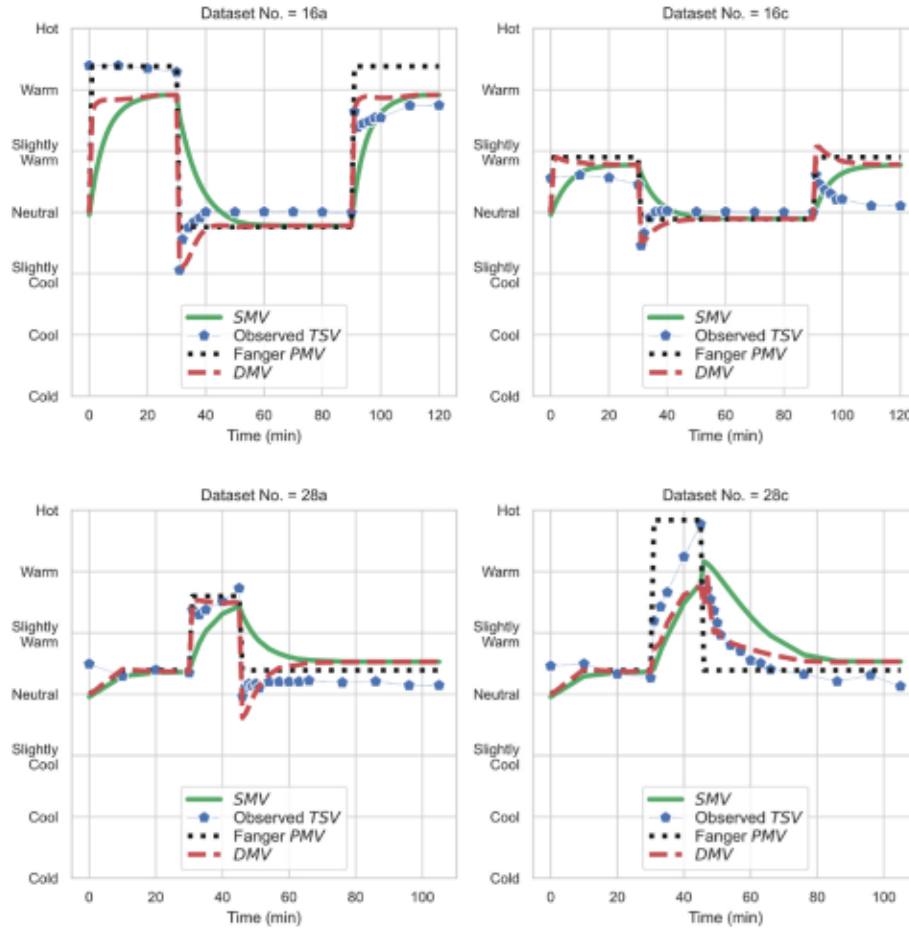 Dataset No. = 16a
Hot
Warm
Slightly
Warm
Neutral
Slightly
Cool
Cool
Cold
SMV
Observed TSV
Fanger PMV
DMV
0 20 40 60 80 100 120
Time (min)
Dataset No. = 16c
Hot
Warm
Slightly
Warm
Neutral
Slightly
Cool
Cool
Cold
SMV
Observed TSV
Fanger PMV
DMV
0 20 40 60 80 100 120
Time (min)
Dataset No. = 28a
Hot
Warm
Slightly
Warm
Neutral
Slightly
Cool
Cool
Cold
SMV
Observed TSV
Fanger PMV
DMV
0 20 40 60 80 100
Time (min)
Dataset No. = 28c
Hot
Warm
Slightly
Warm
Neutral
Slightly
Cool
Cool
Cold
SMV
Observed TSV
Fanger PMV
DMV
0 20 40 60 80 100
Time (min)